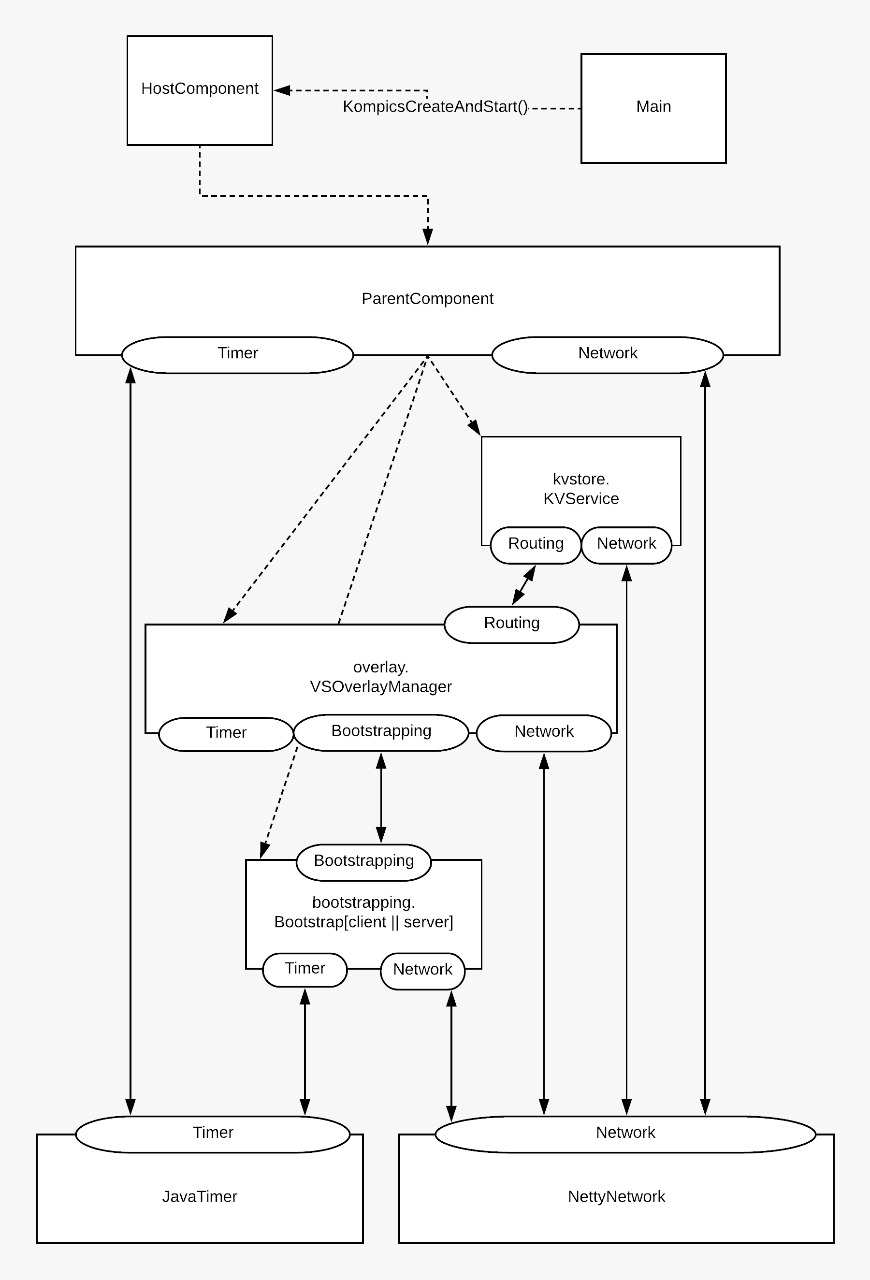 HostComponent
KompicsCreateAndStart()
Main
ParentComponent
Timer
Network
kvstore.
KVService
Routing
Network
Routing
overlay.
VSOverlayManager
Timer
Bootstrapping
Network
Bootstrapping
bootstrapping.
Bootstrap[client || server]
Timer
Network
Timer
Network
JavaTimer
NettyNetwork